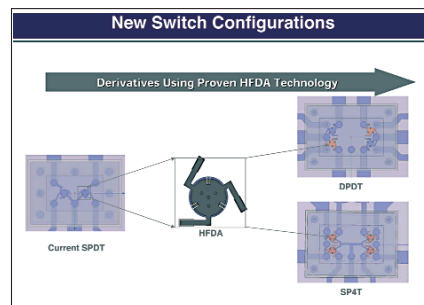 New Switch Configurations
Derivatives Using Proven HFDA Technology
DPDT
HFDA
Current SPDT
SP4T